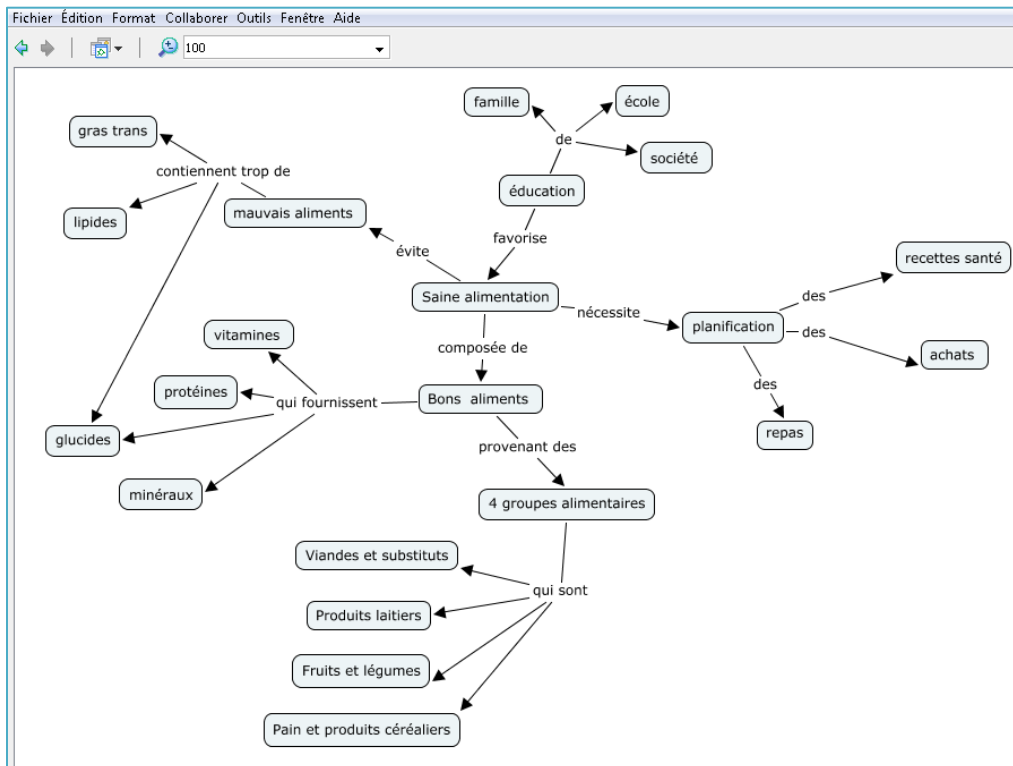 Fichier Édition Format Collaborer Outils Fenêtre Aide
100
famille
école
gras trans
de
contiennent trop de
société
éducation
lipides
mauvais aliments
favorise
évite
recettes santé
Saine alimentation
des
nécessite
vitamines
planification
des
composée de
achats
protéines
des
qui fournissent
Bons aliments
glucides
repas
provenant des
minéraux
4 groupes alimentaires
Viandes et substituts
qui sont
Produits laitiers
Fruits et légumes
Pain et produits céréaliers